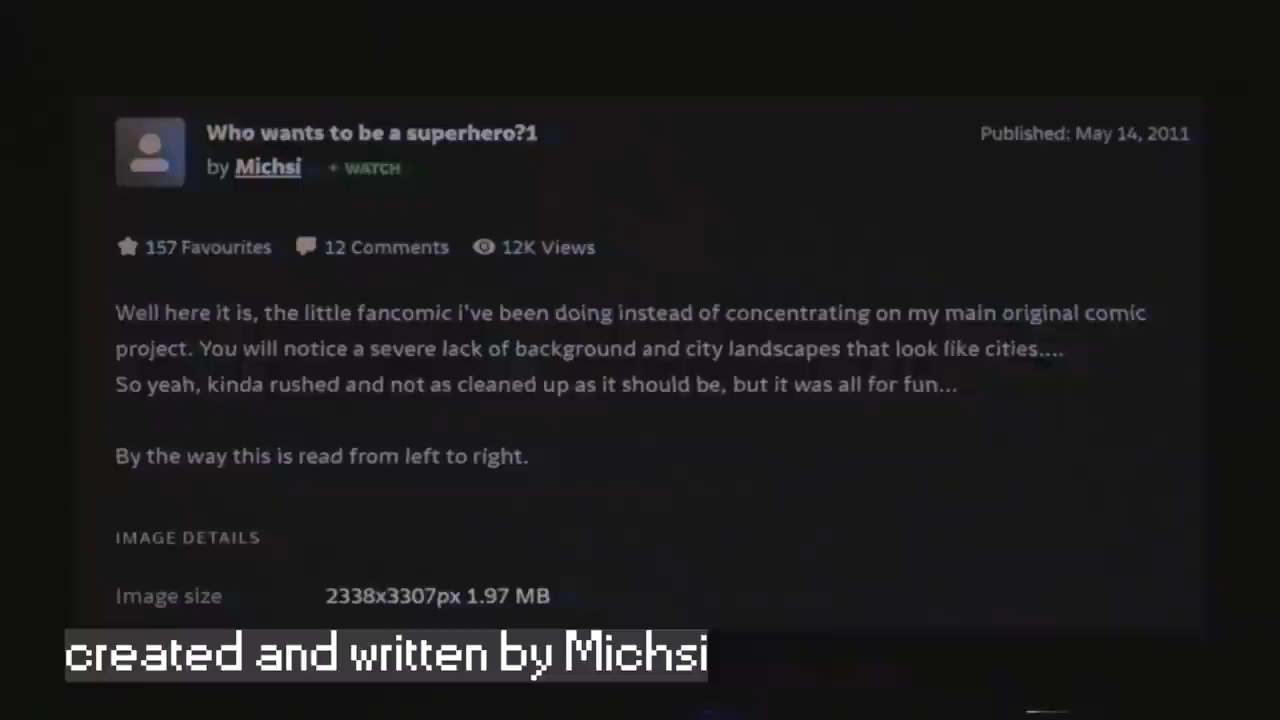 Who wants to be a superhero?1
Published: May 14, 2011
by Michsi + WATCH
157 Favourites 12 Comments 12K Views
Well here it is, the little fancomic i've been doing instead of concentrating on my main original comic
project. You will notice a severe lack of background and city landscapes that look like cities....
So yeah, kinda rushed and not as cleaned up as it should be, but it was all for fun...
By the way this is read from left to right.
IMAGE DETAILS
Image size 2338x3307px 1.97 MB
created and written by Michsi